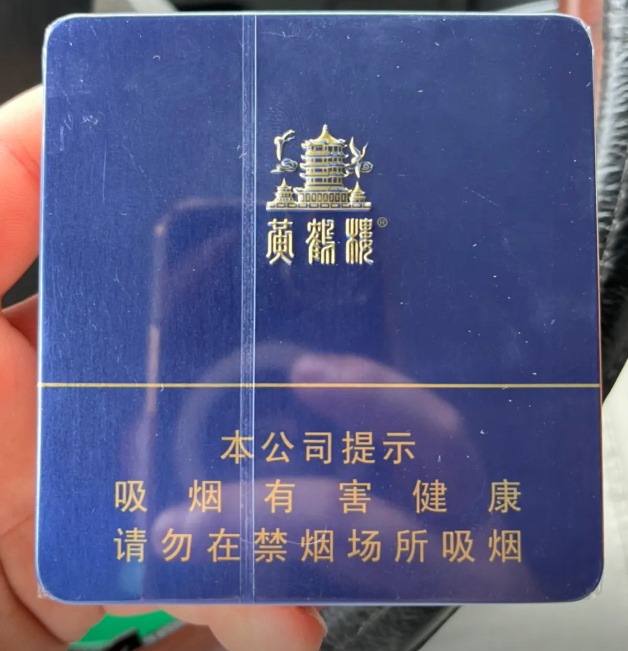 黄鹤楼®
本公司提示
吸烟有害健康
请勿在禁烟场所吸烟